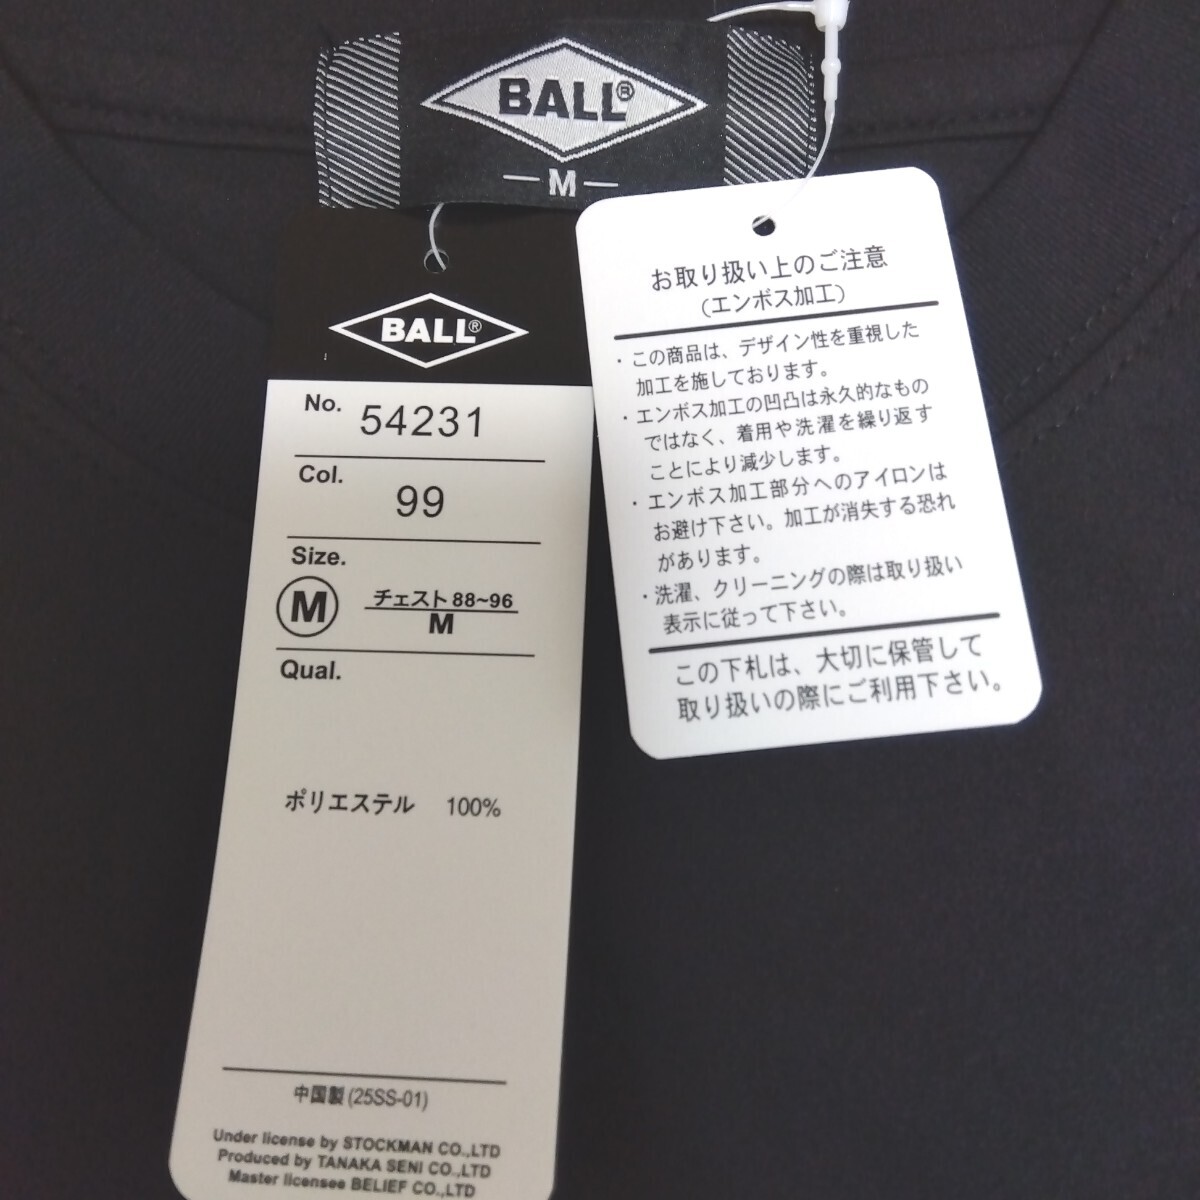 BALL®
—M—
BALL®
No. 54231
Col. 99
Size.
M チェスト 88~96
M
Qual.
ポリエステル 100%
中国製 (25SS-01)
Under license by STOCKMAN CO.,LTD
Produced by TANAKA SENI CO.,LTD
Master licensee BELIEF CO.,LTD
お取り扱い上のご注意
(エンボス加工)
・この商品は、デザイン性を重視した
加工を施しております。
・エンボス加工の凹凸は永久的なもの
ではなく、着用や洗濯を繰り返す
ことにより減少します。
・エンボス加工部分へのアイロンは
お避け下さい。加工が消失する恐れ
があります。
・洗濯、クリーニングの際は取り扱い
表示に従って下さい。
この下札は、大切に保管して
取り扱いの際にご利用下さい。